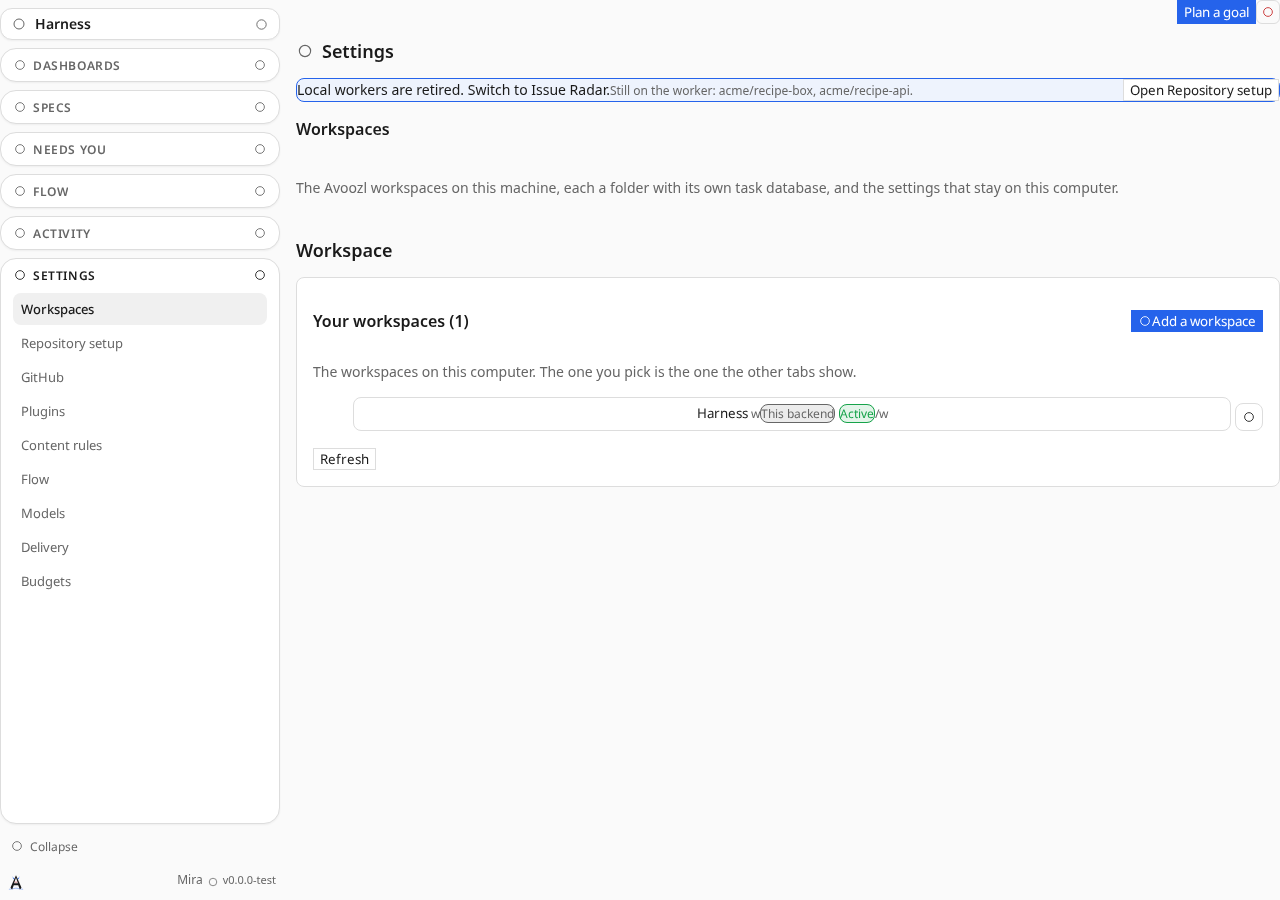 Harness
Plan a goal
DASHBOARDS
SPECS
NEEDS YOU
FLOW
ACTIVITY
SETTINGS
Workspaces
Repository setup
GitHub
Plugins
Content rules
Flow
Models
Delivery
Budgets
Collapse
A
Mira v0.0.0-test
Settings
Local workers are retired. Switch to Issue Radar.Still on the worker: acme/recipe-box, acme/recipe-api.
Open Repository setup
Workspaces
The Avoozl workspaces on this machine, each a folder with its own task database, and the settings that stay on this computer.
Workspace
Your workspaces (1)
Add a workspace
The workspaces on this computer. The one you pick is the one the other tabs show.
Harness wThis backend Active/w
Refresh